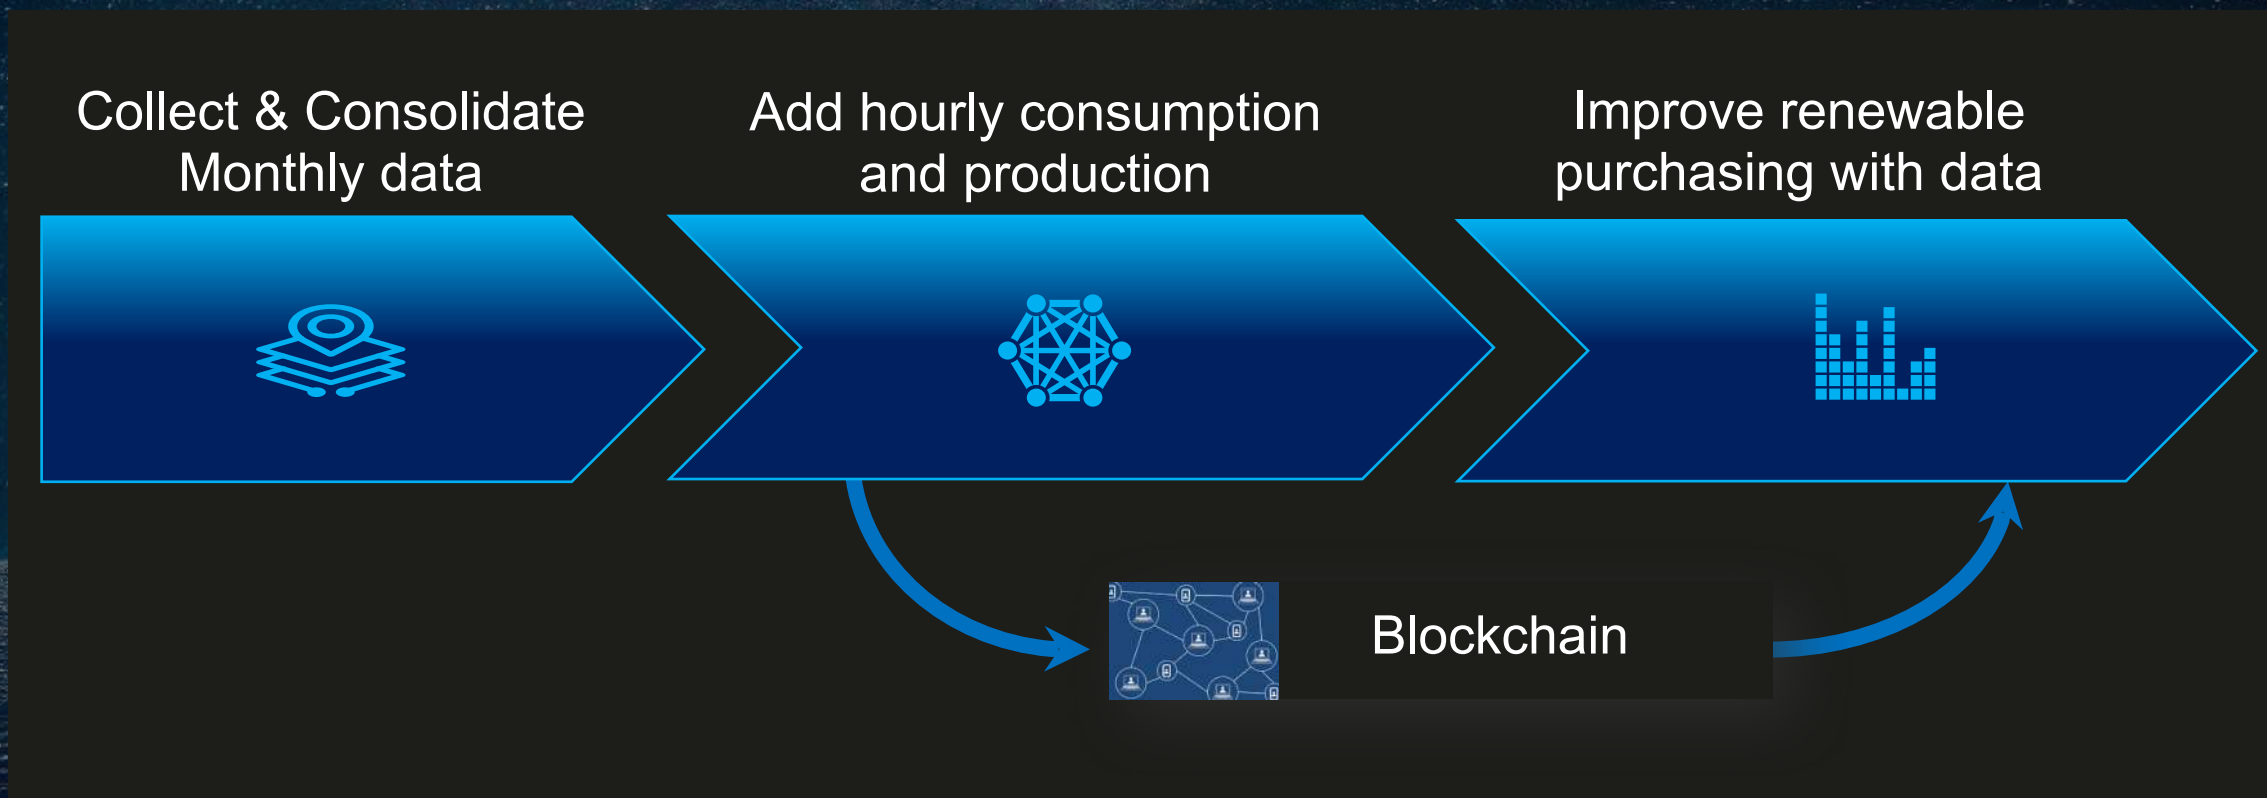 Collect & Consolidate
Monthly data
Add hourly consumption
and production
Improve renewable
purchasing with data
Blockchain